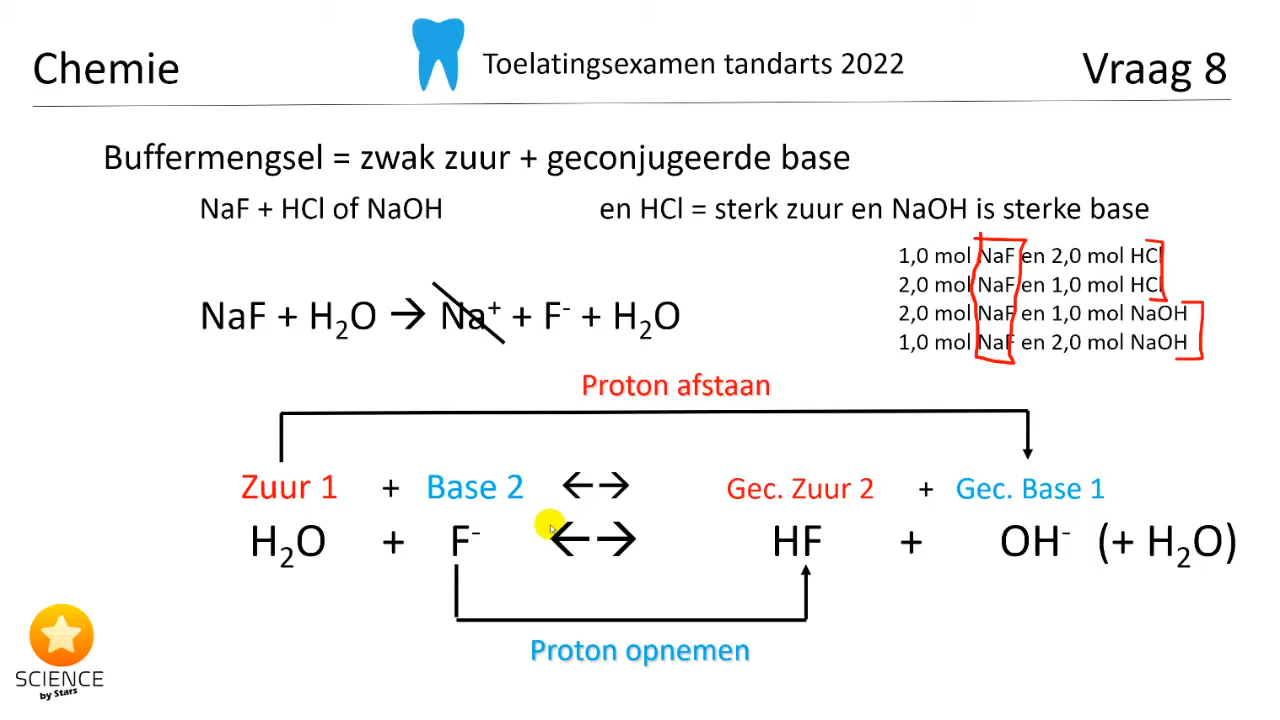 Chemie
Toelatingsexamen tandarts 2022
Vraag 8
Buffermengsel = zwak zuur + geconjugeerde base
NaF + HCl of NaOH
en HCl = sterk zuur en NaOH is sterke base
1,0 mol NaF en 2,0 mol HCl
2,0 mol NaF en 1,0 mol HCl
2,0 mol NaF en 1,0 mol NaOH
1,0 mol NaF en 2,0 mol NaOH
NaF + H₂O → Na⁺ + F⁻ + H₂O
Proton afstaan
Zuur 1 + Base 2 ←→ Gec. Zuur 2 + Gec. Base 1
H₂O + F⁻ ←→ HF + OH⁻ (+ H₂O)
Proton opnemen
SCIENCE
by Stars